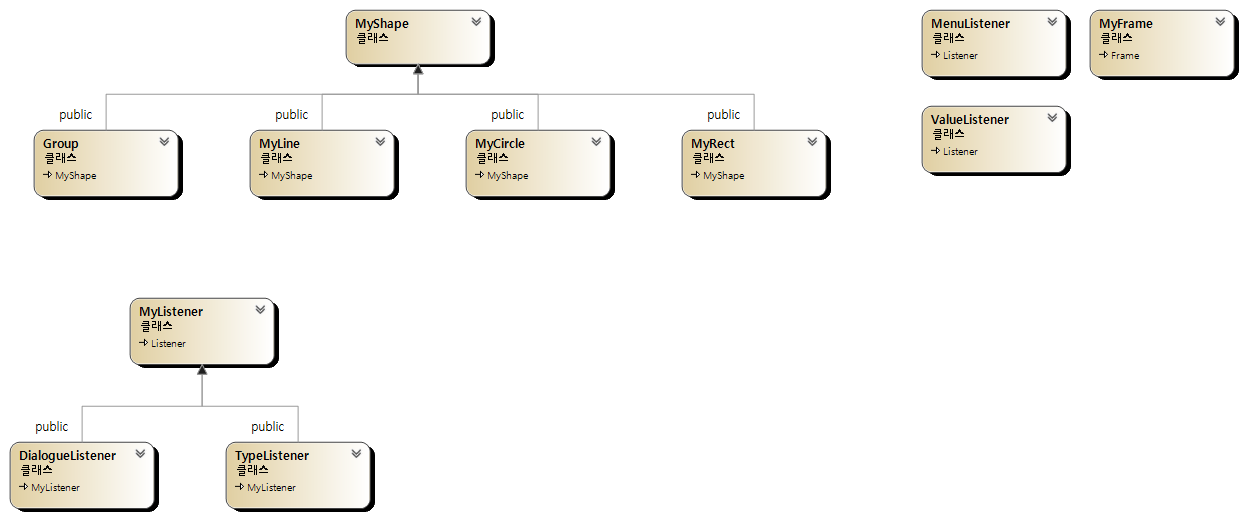 MyShape
클래스
MenuListener
클래스
Listener
MyFrame
클래스
Frame
ValueListener
클래스
Listener
public
public
public
public
Group
클래스
MyShape
MyLine
클래스
MyShape
MyCircle
클래스
MyShape
MyRect
클래스
MyShape
MyListener
클래스
Listener
public
public
DialogueListener
클래스
MyListener
TypeListener
클래스
MyListener